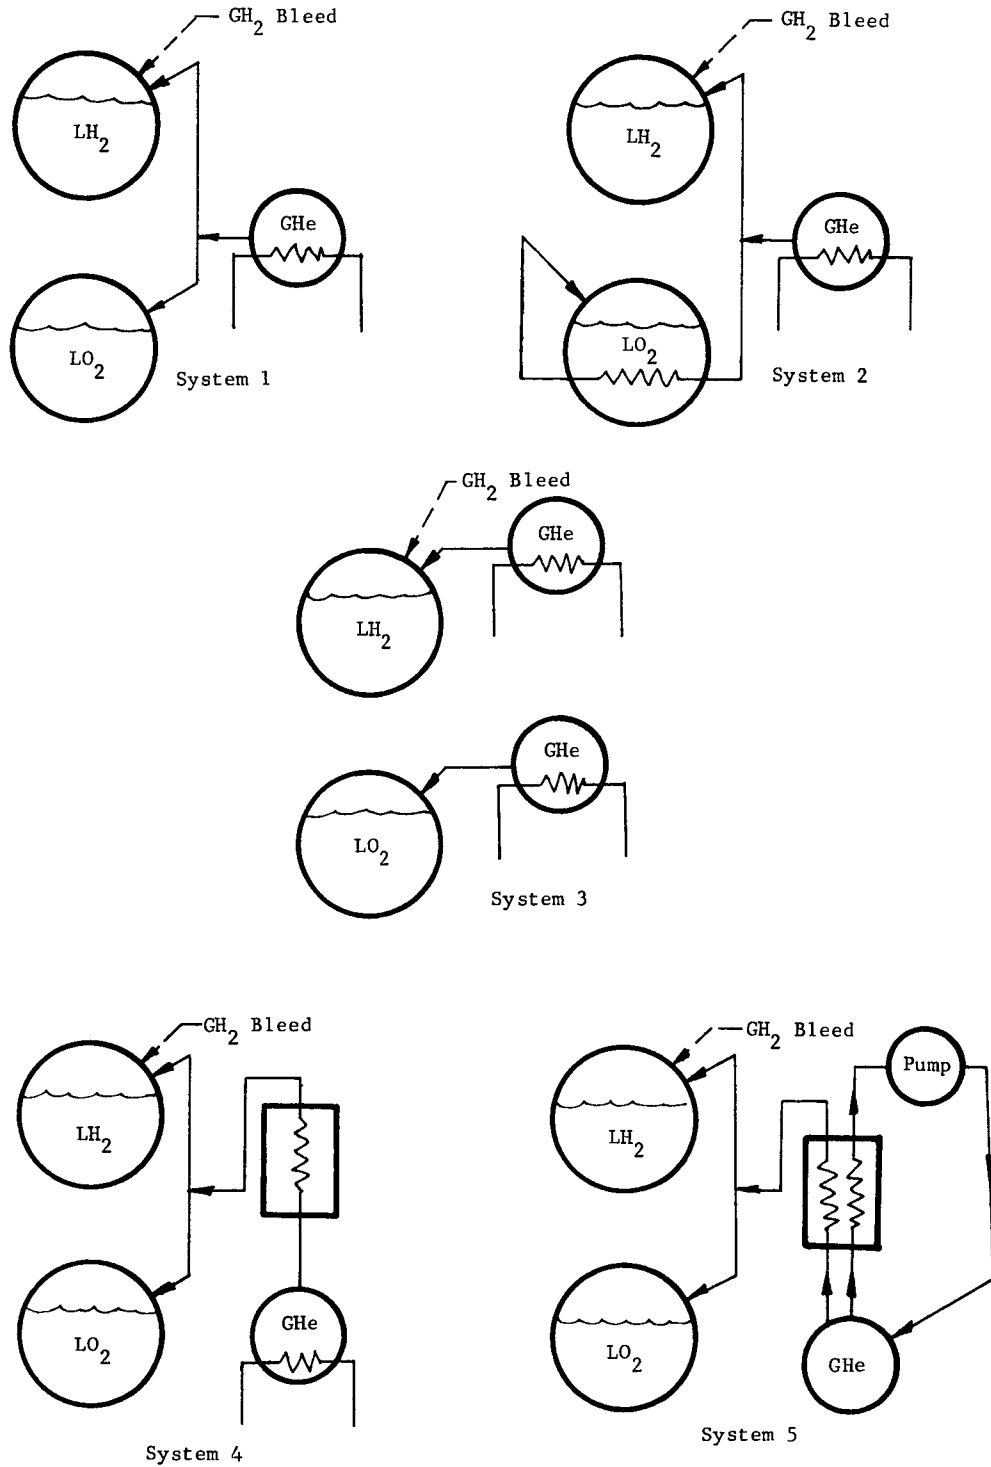 GH2 Bleed
LH2
GHe
LO2
System 1
GH2 Bleed
LH2
GHe
LO2
System 2
GH2 Bleed
GHe
LH2
GHe
LO2
System 3
GH2 Bleed
LH2
GHe
LO2
System 4
GH2 Bleed
Pump
LH2
LO2
GHe
System 5